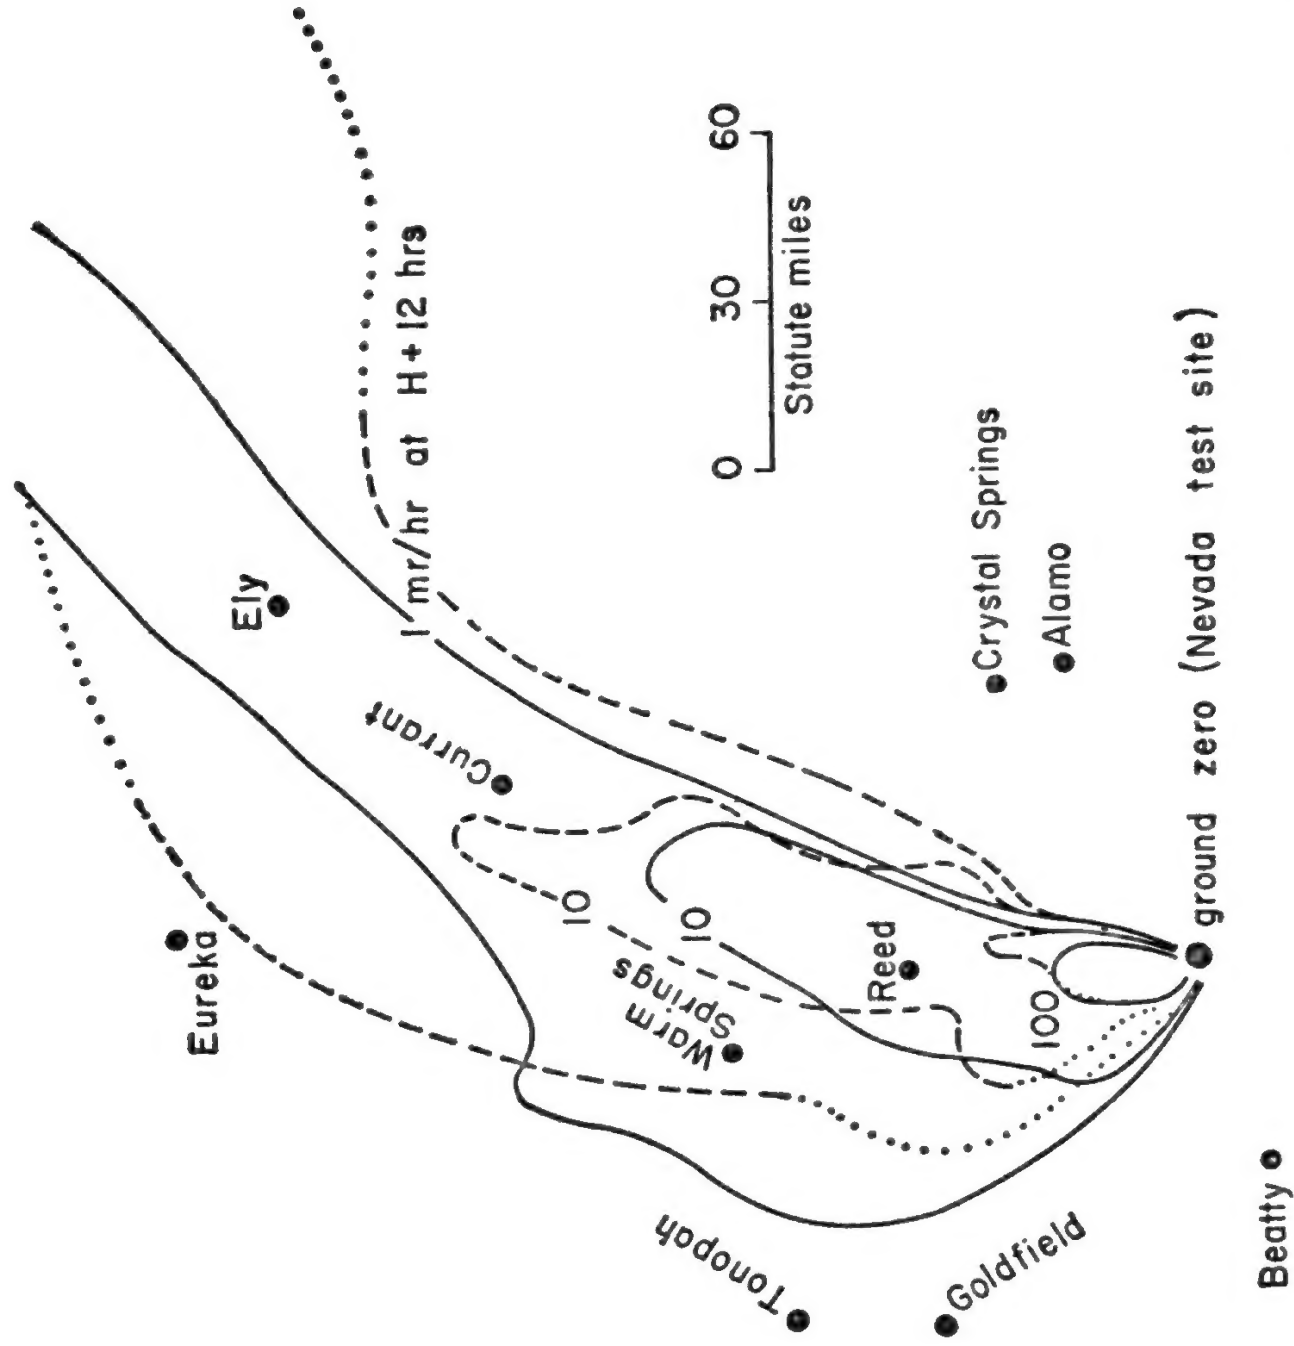 Eureka
Ely
Currant
1 mr/hr at H+12 hrs
10
10
Warm
Springs
Reed
100
Tonopah
Goldfield
Beatty
0 30 60
Statute miles
Crystal Springs
Alamo
ground zero (Nevada test site)